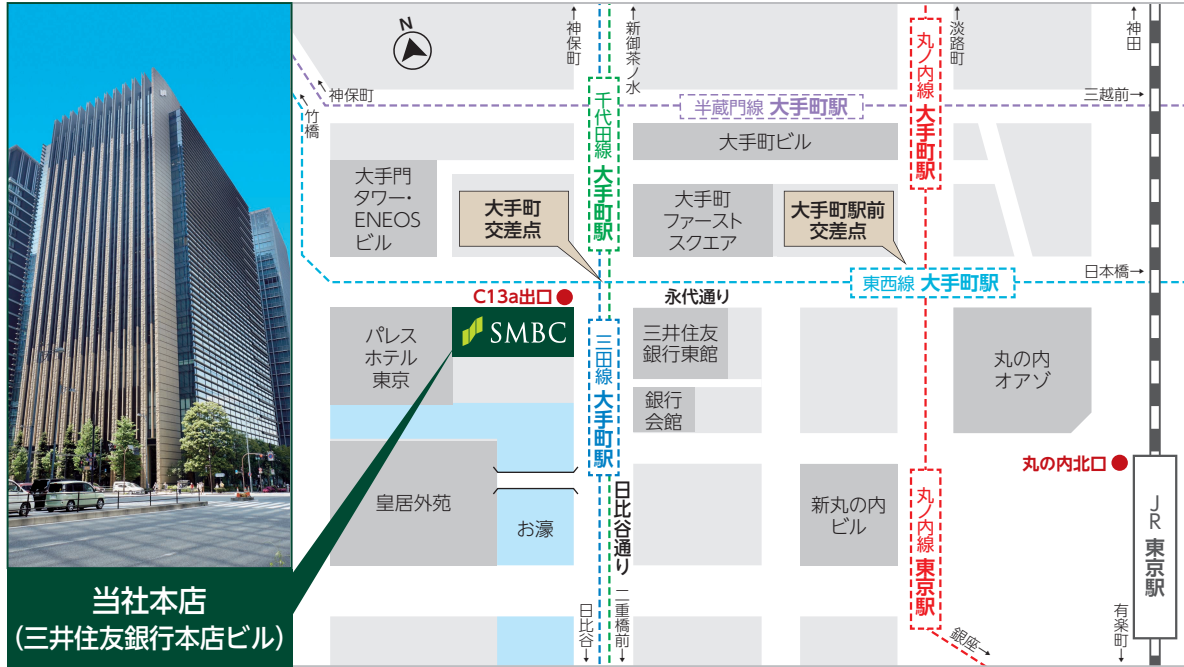 N
↑神保町
↑新御茶ノ水
↑淡路町
↑神田
↑神保町
↑竹橋
千代田線 大手町駅
半蔵門線 大手町駅
丸ノ内線 大手町駅
三越前→
大手町ビル
大手門
タワー・
ENEOS
ビル
大手町
交差点
大手町
ファースト
スクエア
大手町駅前
交差点
日本橋→
東西線 大手町駅
C13a出口
永代通り
パレス
ホテル
東京
SMBC
三田線 大手町駅
三井住友
銀行東館
銀行
会館
丸の内
オアゾ
丸の内北口
皇居外苑
お濠
日比谷通り
新丸の内
ビル
丸ノ内線 東京駅
JR 東京駅
当社本店
(三井住友銀行本店ビル)
日比谷↓
二重橋前↓
銀座→
有楽町↓